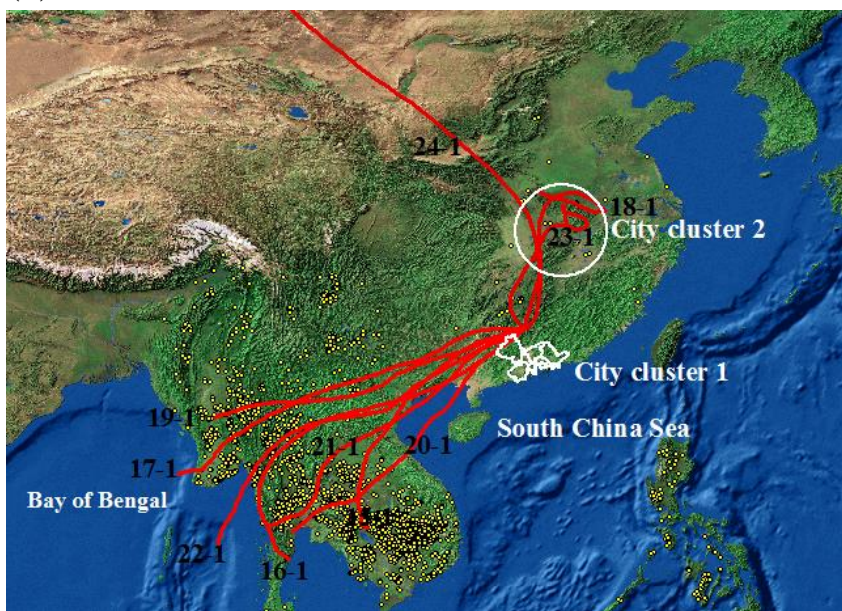 24-1
18-1
City cluster 2
23-1
City cluster 1
19-1
South China Sea
21-1
20-1
17-1
Bay of Bengal
22-1
16-1